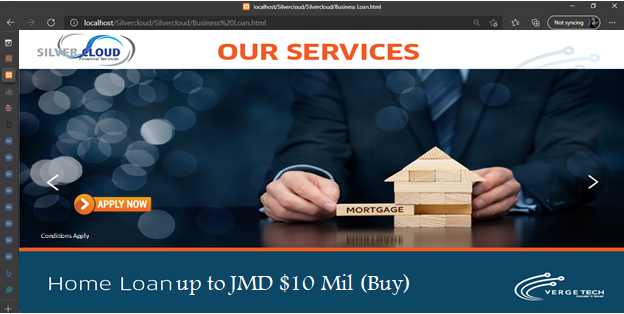 localhost/Silvercloud/Silvercloud/Business Loan.html
localhost/Silvercloud/Silvercloud/Business%20Loan.html
Not syncing
SILVER CLOUD
Financial Services
OUR SERVICES
MORTGAGE
APPLY NOW
Conditions Apply
Home Loan up to JMD $10 Mil (Buy)
VERGE TECH